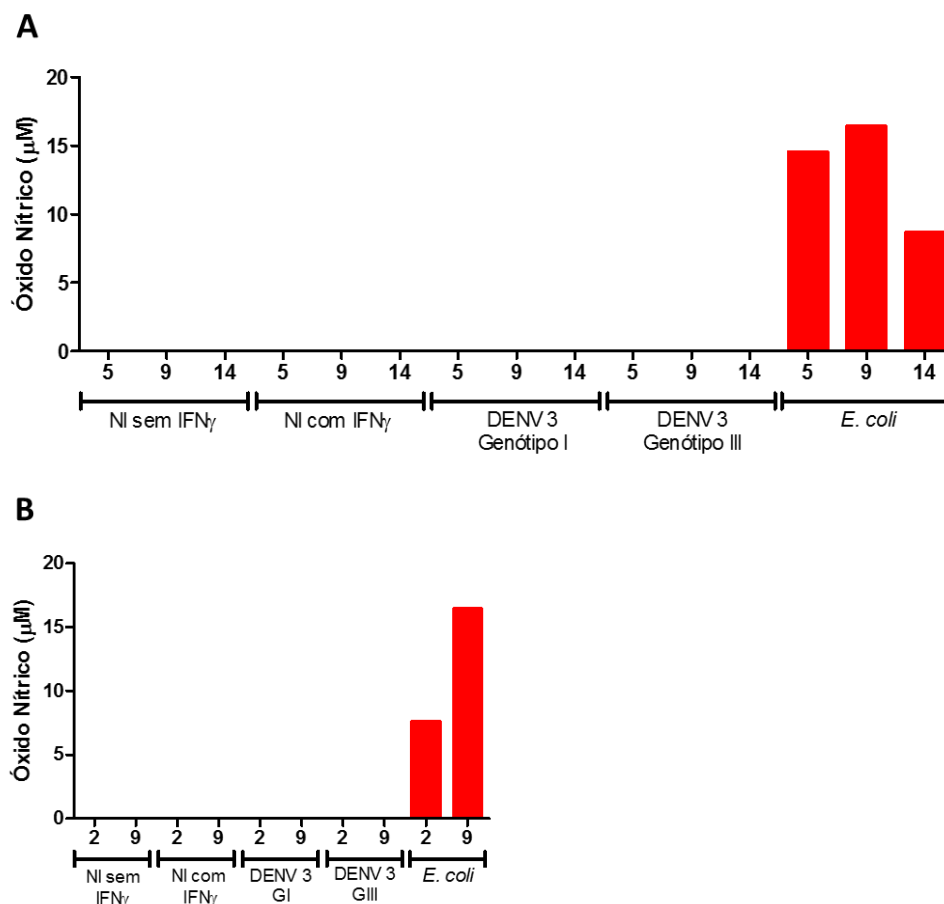 A
Óxido Nítrico (µM)
20
15
10
5
0
5 9 14 5 9 14 5 9 14 5 9 14 5 9 14
NI sem IFNγ NI com IFNγ DENV 3 DENV 3 E. coli
Genótipo I Genótipo III
B
Óxido Nítrico (µM)
20
15
10
5
0
2 9 2 9 2 9 2 9 2 9
NI sem NI com DENV 3 DENV 3 E. coli
IFNγ IFNγ GI GIII